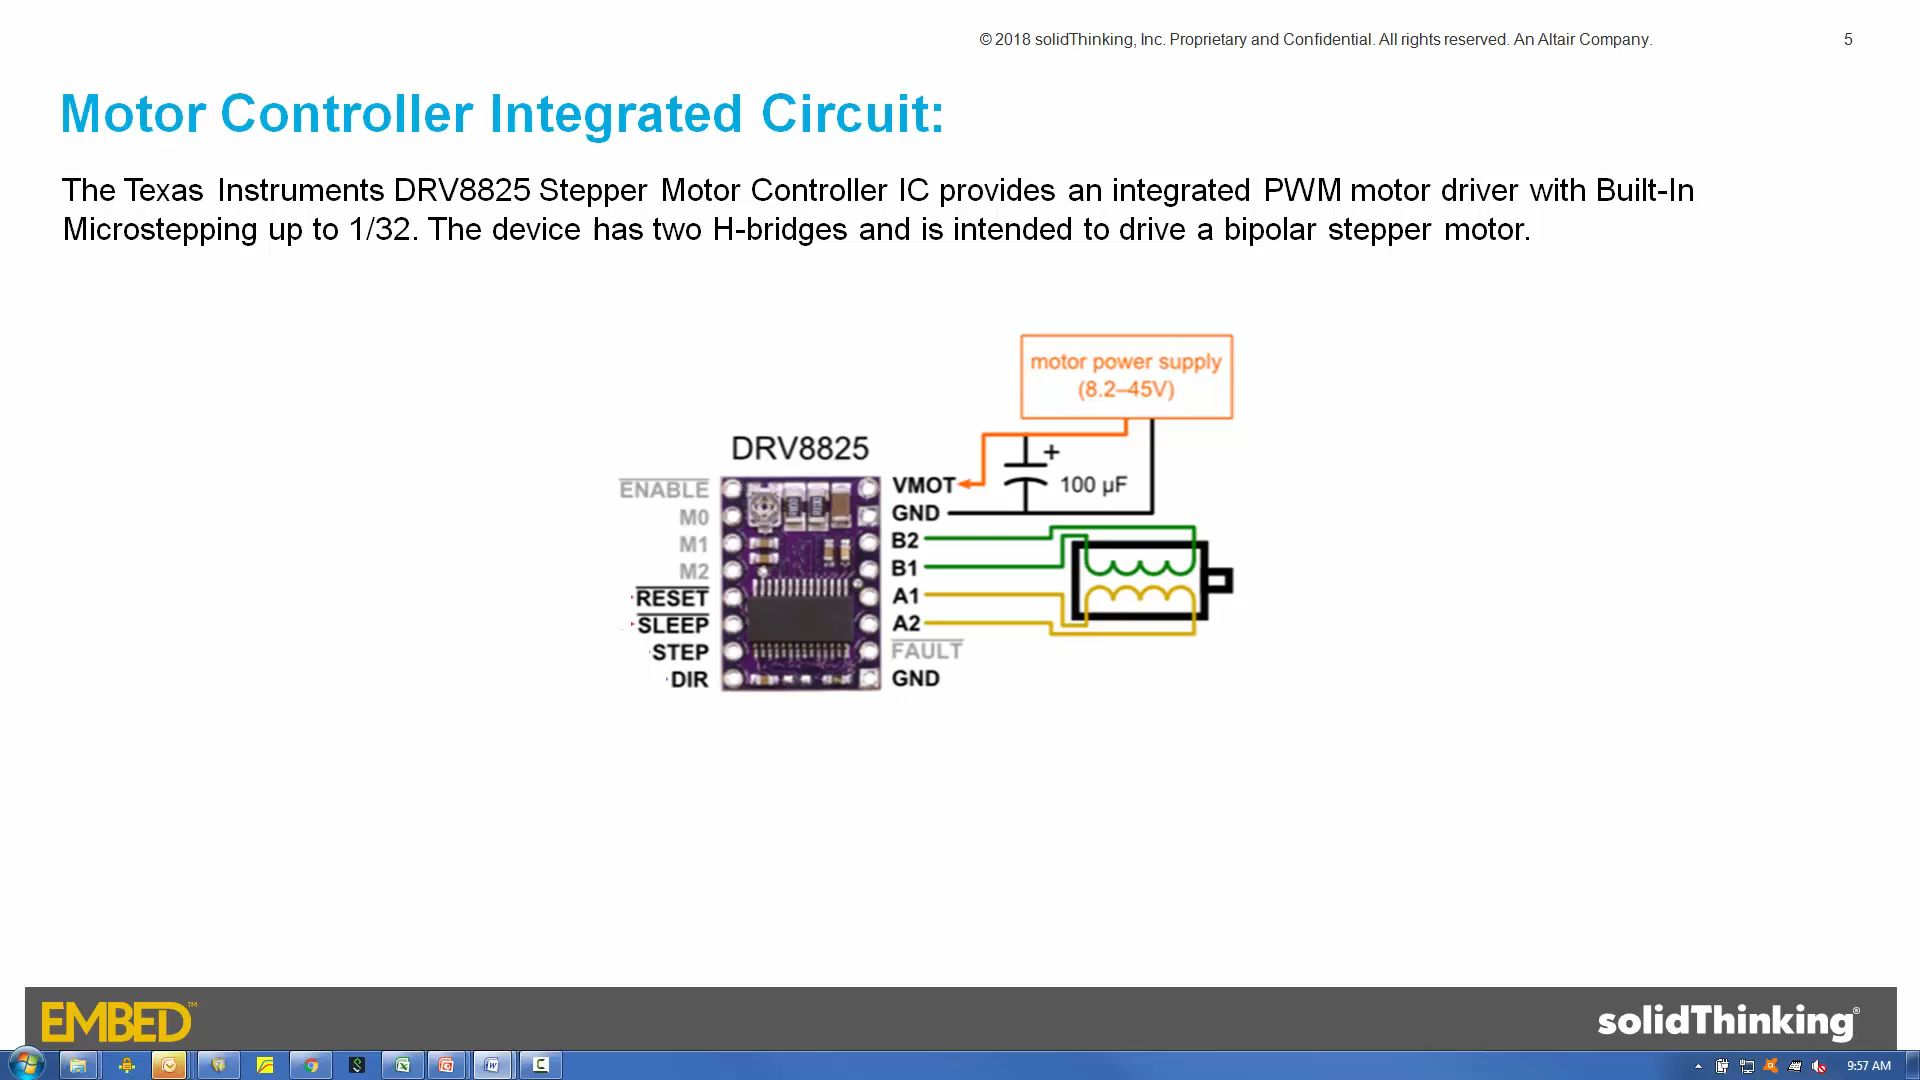 © 2018 solidThinking, Inc. Proprietary and Confidential. All rights reserved. An Altair Company. 5
Motor Controller Integrated Circuit:
The Texas Instruments DRV8825 Stepper Motor Controller IC provides an integrated PWM motor driver with Built-In
Microstepping up to 1/32. The device has two H-bridges and is intended to drive a bipolar stepper motor.
motor power supply
(8.2–45V)
DRV8825
+
100 µF
ENABLE
M0
M1
M2
RESET
SLEEP
STEP
DIR
VMOT
GND
B2
B1
A1
A2
FAULT
GND
EMBED™
solidThinking®
9:57 AM